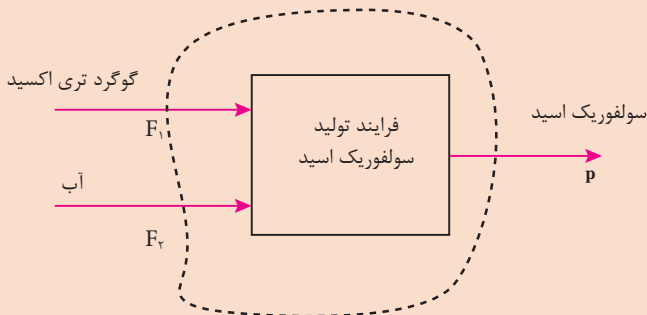 گوگرد تری اکسید
F۱
فرایند تولید
سولفوریک اسید
سولفوریک اسید
p
آب
F۲